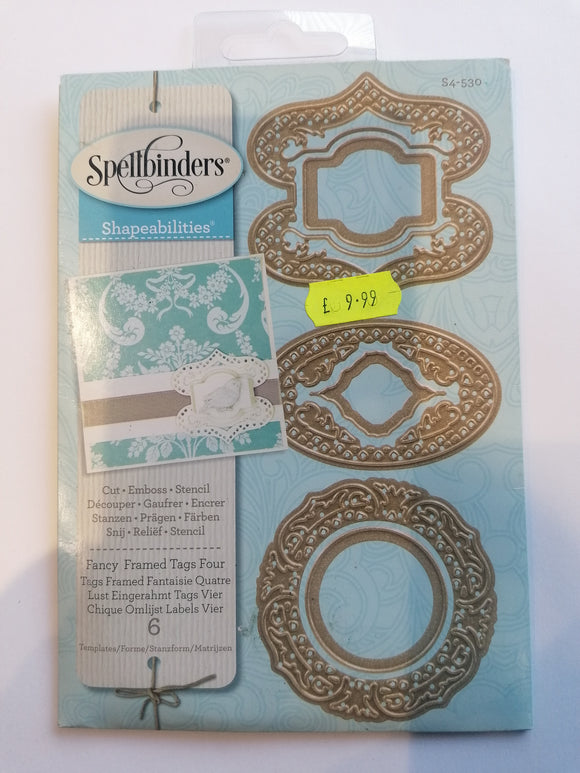 S4-530
Spellbinders®
Shapeabilities®
£ 9.99
Cut • Emboss • Stencil
Découper • Gaufrer • Encrer
Stanzen • Prägen • Färben
Snij • Reliëf • Stencil
Fancy Framed Tags Four
Tags Framed Fantaisie Quatre
Lust Eingerahmt Tags Vier
Chique Omlijst Labels Vier
6
Templates/Forme/Stanzform/Matrijzen